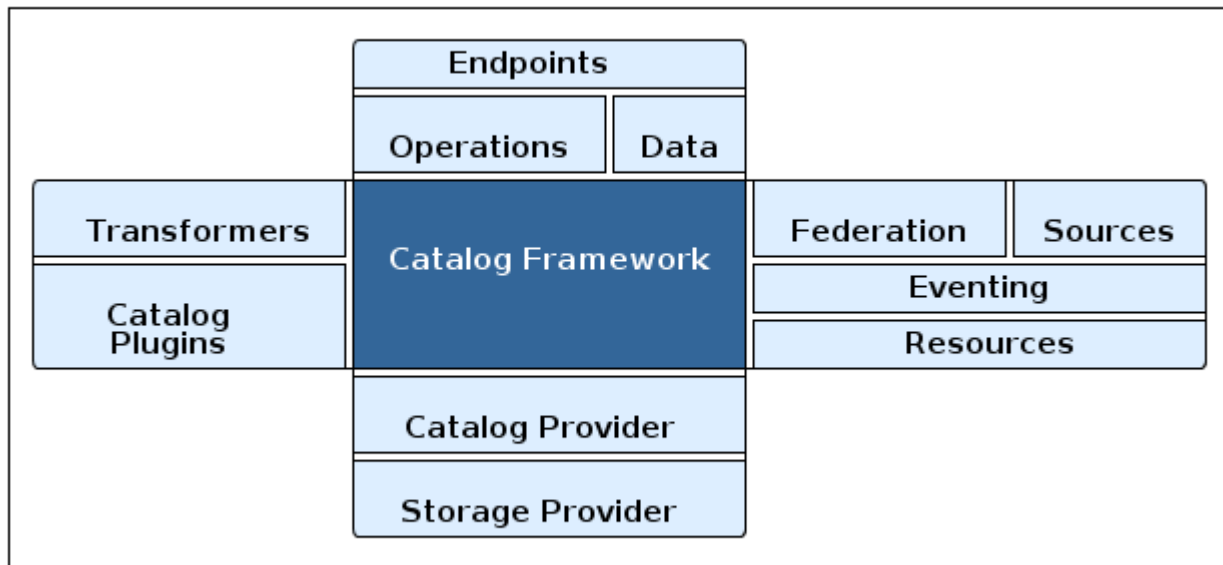 Endpoints
Operations
Data
Transformers
Catalog Framework
Federation
Sources
Eventing
Catalog
Plugins
Resources
Catalog Provider
Storage Provider